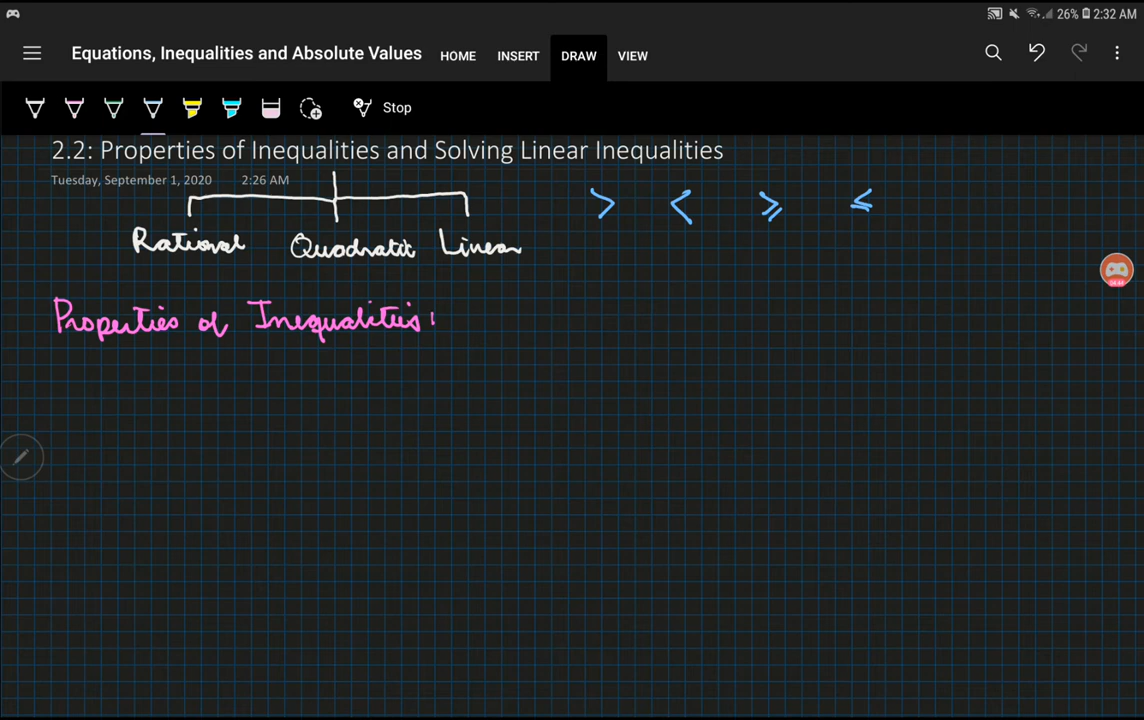 26% 2:32 AM
Equations, Inequalities and Absolute Values HOME INSERT DRAW VIEW
Stop
2.2: Properties of Inequalities and Solving Linear Inequalities
Tuesday, September 1, 2020 2:26 AM
> < ⩾ ⩽
Rational Quadratic Linear
Properties of Inequalities: